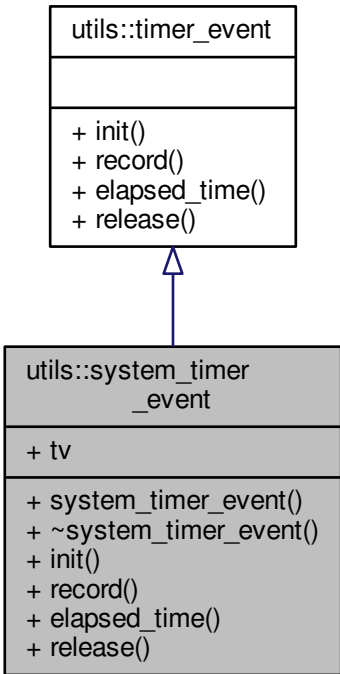 utils::timer_event
+ init()
+ record()
+ elapsed_time()
+ release()
utils::system_timer
_event
+ tv
+ system_timer_event()
+ ~system_timer_event()
+ init()
+ record()
+ elapsed_time()
+ release()